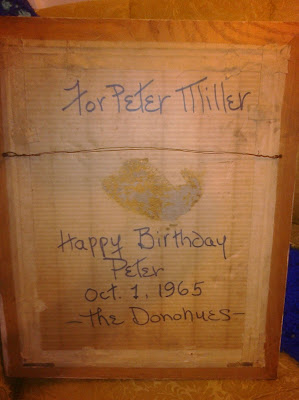 For Peter Miller
Happy Birthday
Peter
Oct. 1, 1965
—The Donohues—